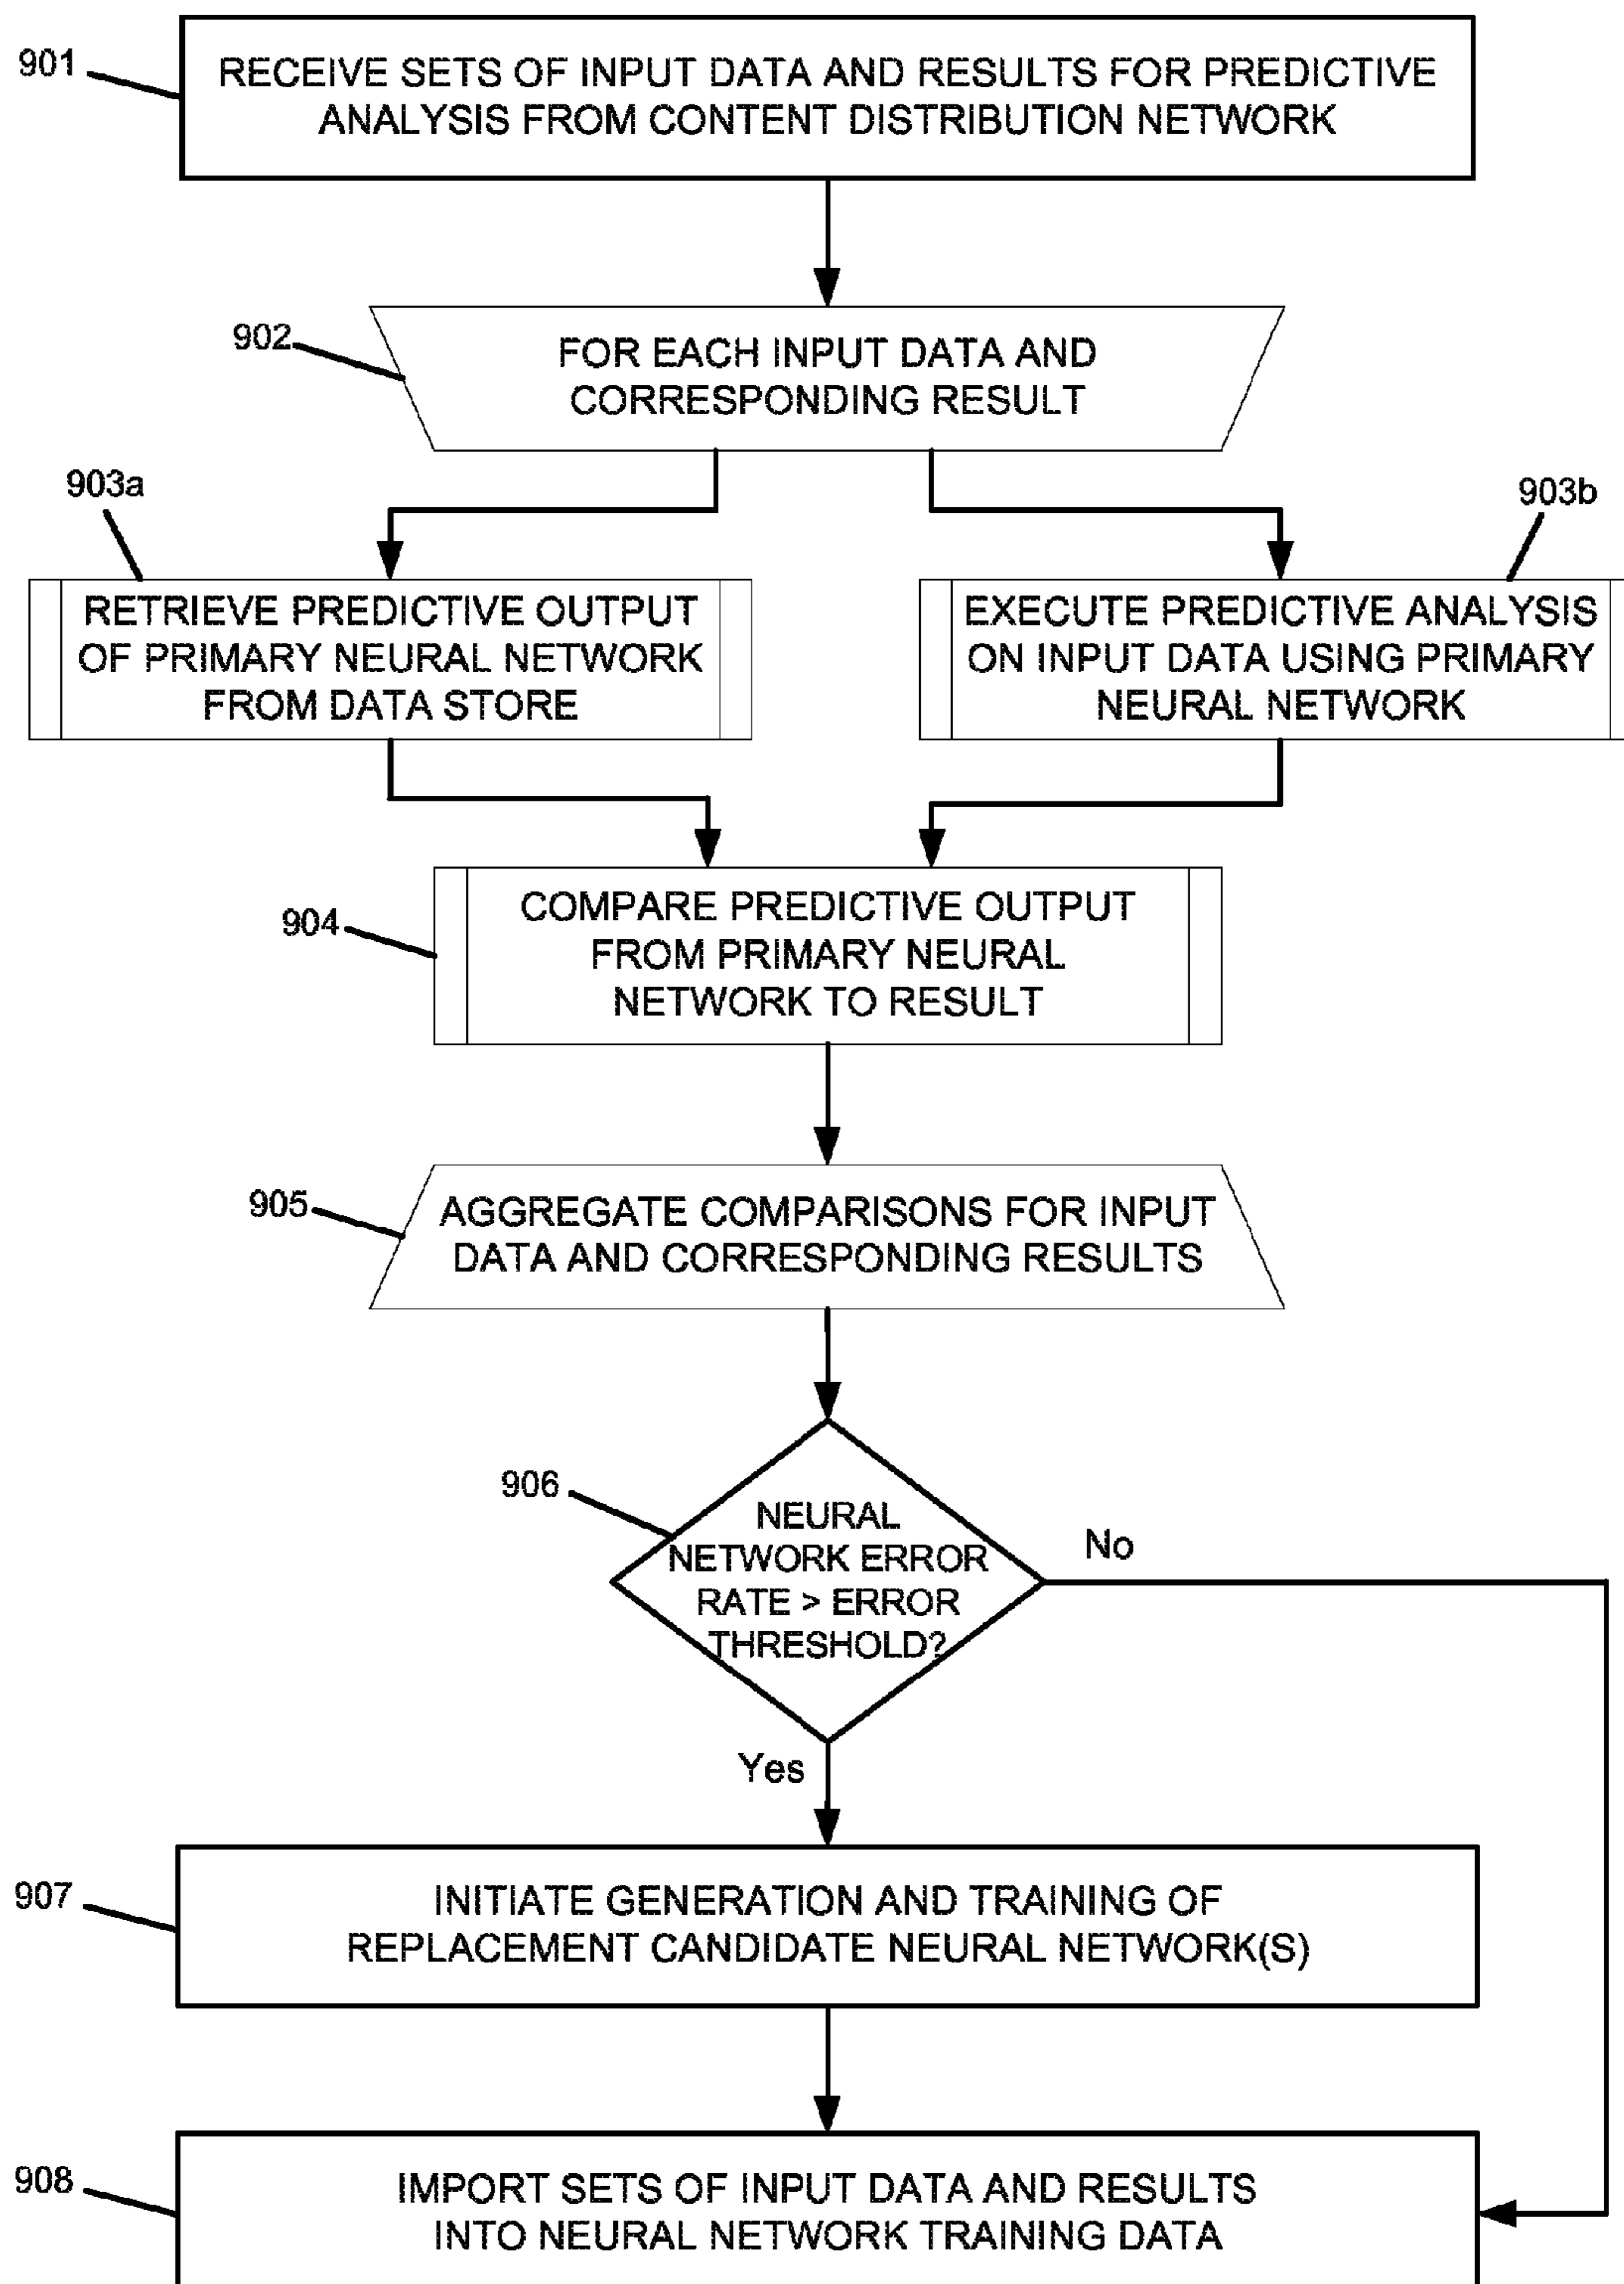 901
RECEIVE SETS OF INPUT DATA AND RESULTS FOR PREDICTIVE
ANALYSIS FROM CONTENT DISTRIBUTION NETWORK
902
FOR EACH INPUT DATA AND
CORRESPONDING RESULT
903a
903b
RETRIEVE PREDICTIVE OUTPUT
OF PRIMARY NEURAL NETWORK
FROM DATA STORE
EXECUTE PREDICTIVE ANALYSIS
ON INPUT DATA USING PRIMARY
NEURAL NETWORK
904
COMPARE PREDICTIVE OUTPUT
FROM PRIMARY NEURAL
NETWORK TO RESULT
905
AGGREGATE COMPARISONS FOR INPUT
DATA AND CORRESPONDING RESULTS
906
NEURAL
NETWORK ERROR
RATE > ERROR
THRESHOLD?
No
Yes
907
INITIATE GENERATION AND TRAINING OF
REPLACEMENT CANDIDATE NEURAL NETWORK(S)
908
IMPORT SETS OF INPUT DATA AND RESULTS
INTO NEURAL NETWORK TRAINING DATA